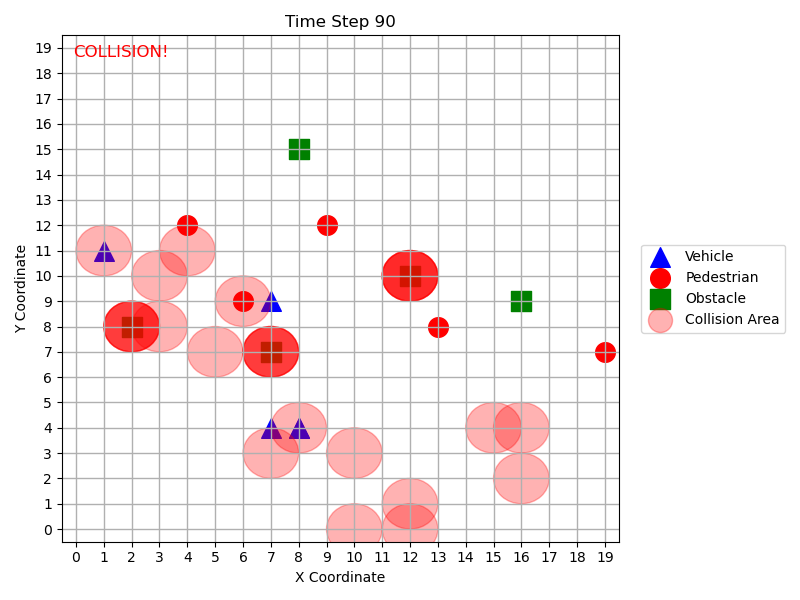 Time Step 90
COLLISION!
19
18
17
16
15
14
13
12
11
10
9
8
7
6
5
4
3
2
1
0
Y Coordinate
0 1 2 3 4 5 6 7 8 9 10 11 12 13 14 15 16 17 18 19
X Coordinate
Vehicle
Pedestrian
Obstacle
Collision Area